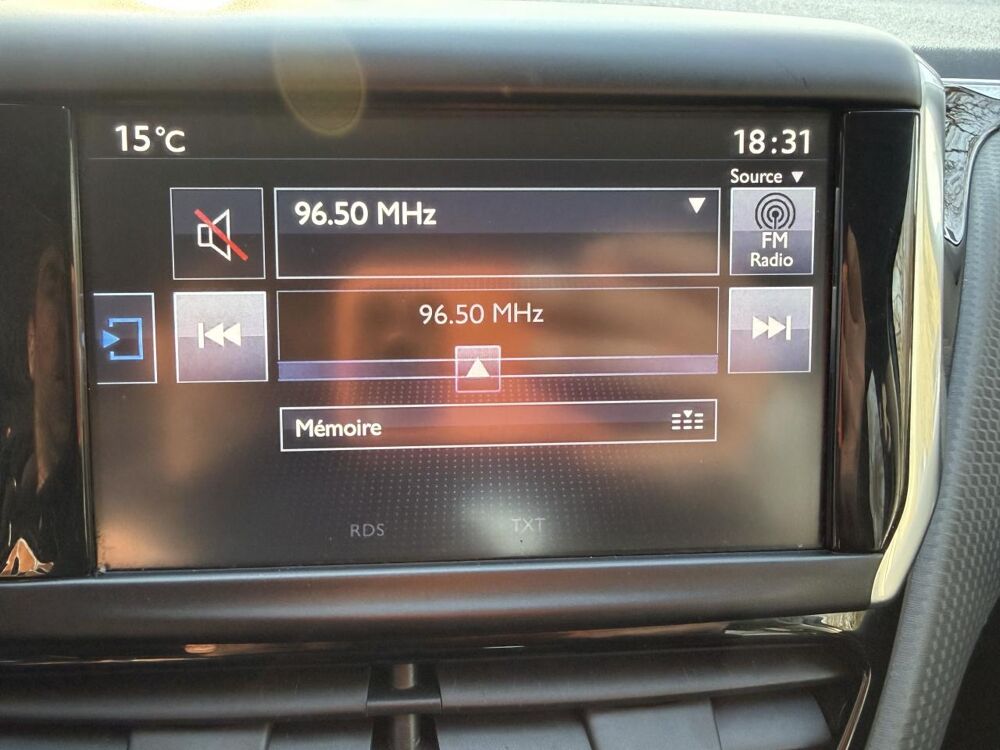 15°C
18:31
Source
96.50 MHz
FM
Radio
96.50 MHz
Mémoire
RDS
TXT